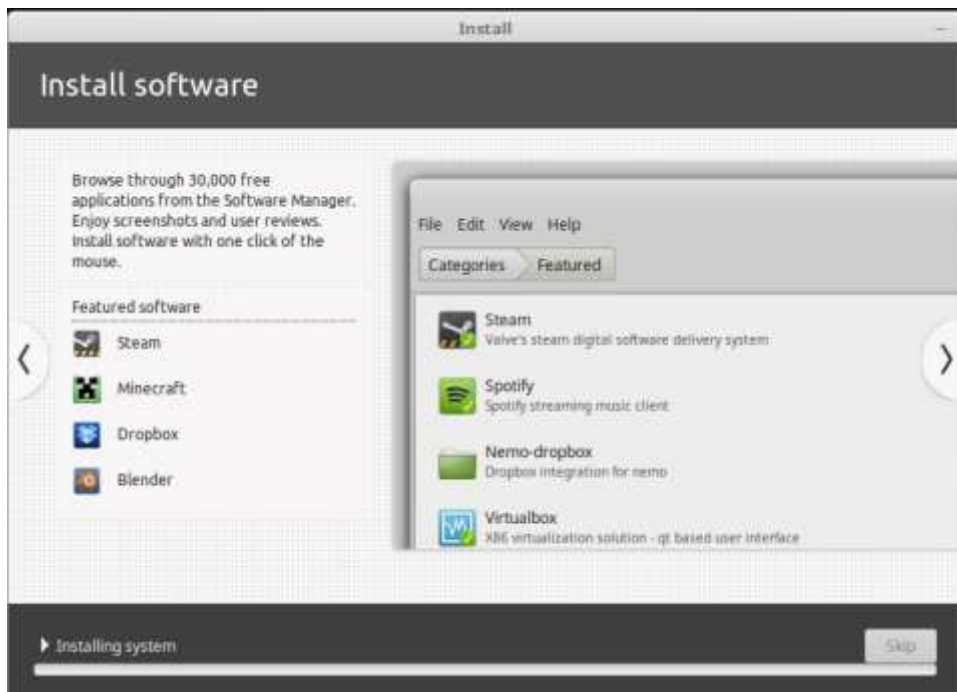 Install
Install software
Browse through 30,000 free
applications from the Software Manager.
Enjoy screenshots and user reviews.
Install software with one click of the
mouse.
Featured software
Steam
Minecraft
Dropbox
Blender
File Edit View Help
Categories Featured
Steam
Valve's steam digital software delivery system
Spotify
Spotify streaming music client
Nemo-dropbox
Dropbox integration for nemo
Virtualbox
X86 virtualization solution - qt based user interface
Installing system
Skip